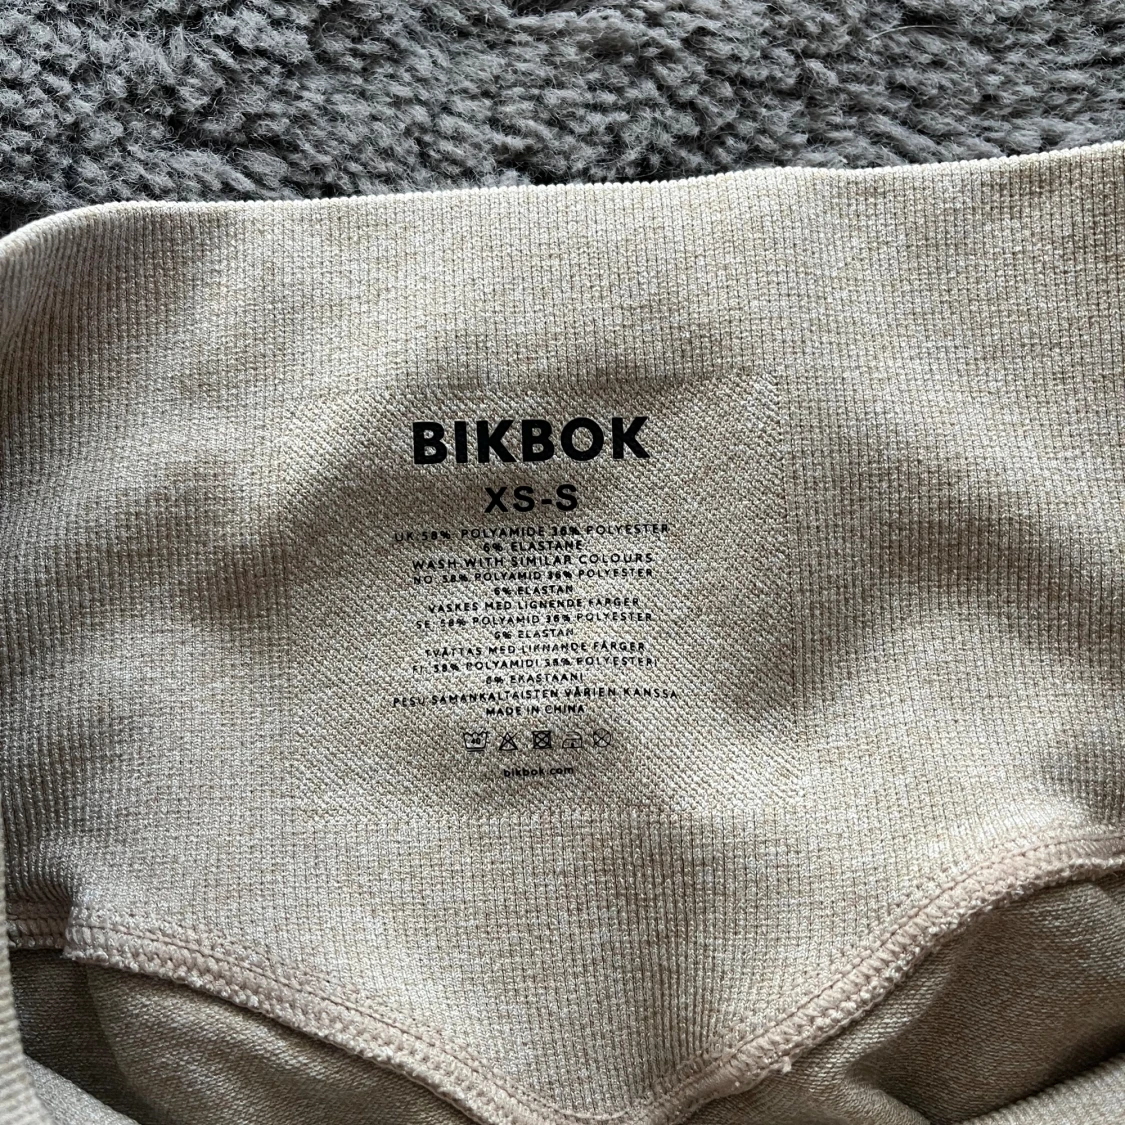 BIKBOK
XS-S
UK 58% POLYAMIDE 36% POLYESTER
6% ELASTANE
WASH WITH SIMILAR COLOURS
NO 58% POLYAMID 36% POLYESTER
6% ELASTAN
VASKES MED LIGNENDE FARGER
SE 58% POLYAMID 36% POLYESTER
6% ELASTAN
TVÄTTAS MED LIKNANDE FÄRGER
FI 58% POLYAMIDI 36% POLYESTERI
6% EKASTAANI
PESU SAMANKALTAISTEN VÄRIEN KANSSA
MADE IN CHINA
40
bikbok.com